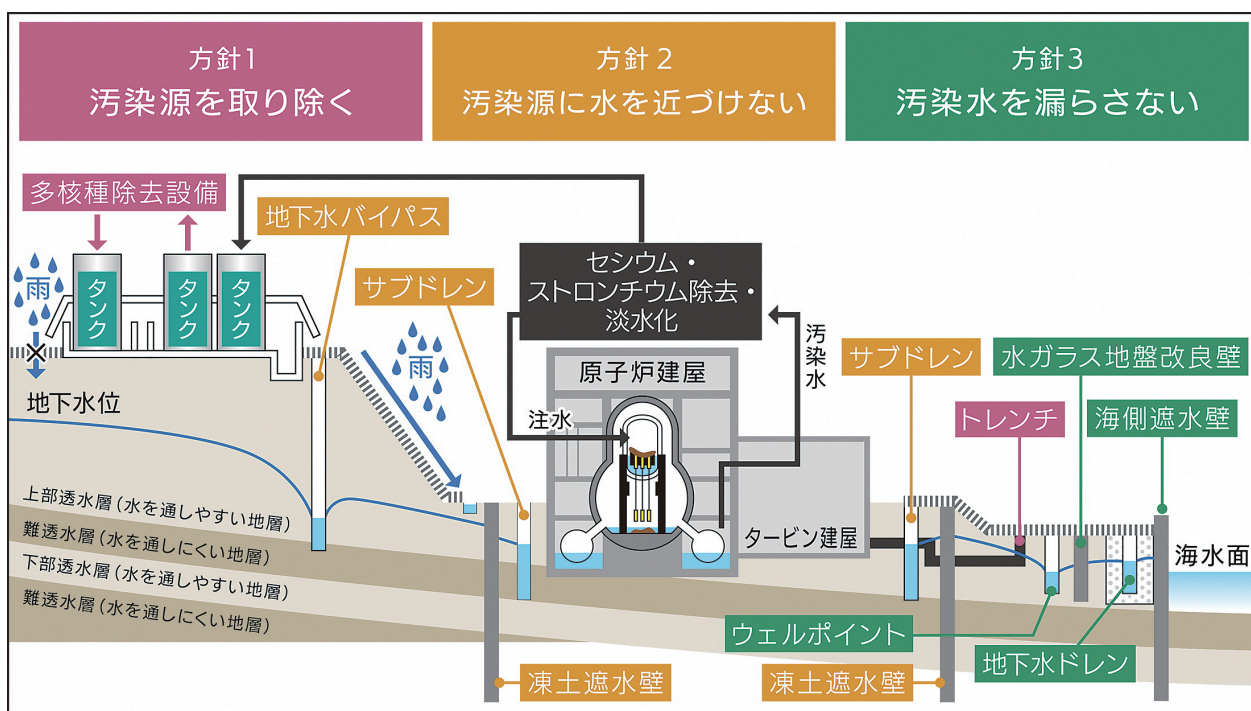 方針1
汚染源を取り除く
方針2
汚染源に水を近づけない
方針3
汚染水を漏らさない
多核種除去設備
地下水バイパス
雨
タンク
タンク
タンク
サブドレン
雨
セシウム・
ストロンチウム除去・
淡水化
汚染水
原子炉建屋
注水
サブドレン
水ガラス地盤改良壁
トレンチ
海側遮水壁
地下水位
上部透水層(水を通しやすい地層)
難透水層(水を通しにくい地層)
下部透水層(水を通しやすい地層)
難透水層(水を通しにくい地層)
タービン建屋
海水面
ウェルポイント
地下水ドレン
凍土遮水壁
凍土遮水壁